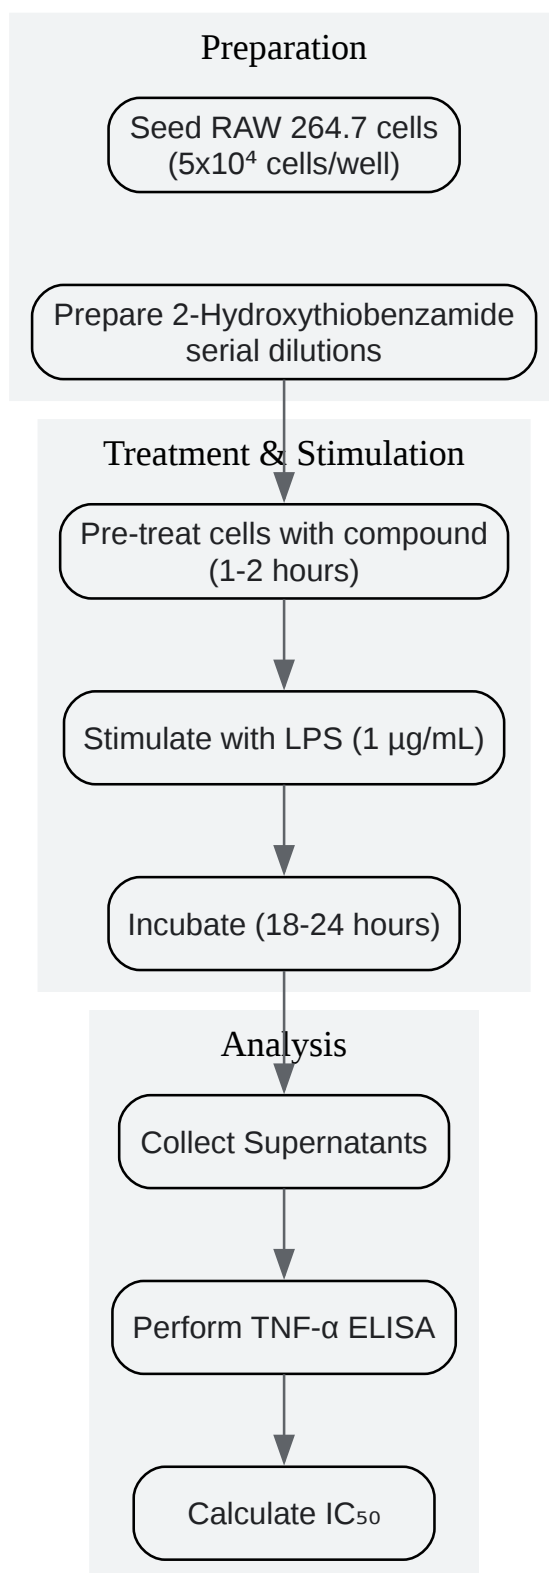 Preparation
Seed RAW 264.7 cells
(5x10⁴ cells/well)
Prepare 2-Hydroxythiobenzamide
serial dilutions
Treatment & Stimulation
Pre-treat cells with compound
(1-2 hours)
Stimulate with LPS (1 µg/mL)
Incubate (18-24 hours)
Analysis
Collect Supernatants
Perform TNF-α ELISA
Calculate IC₅₀